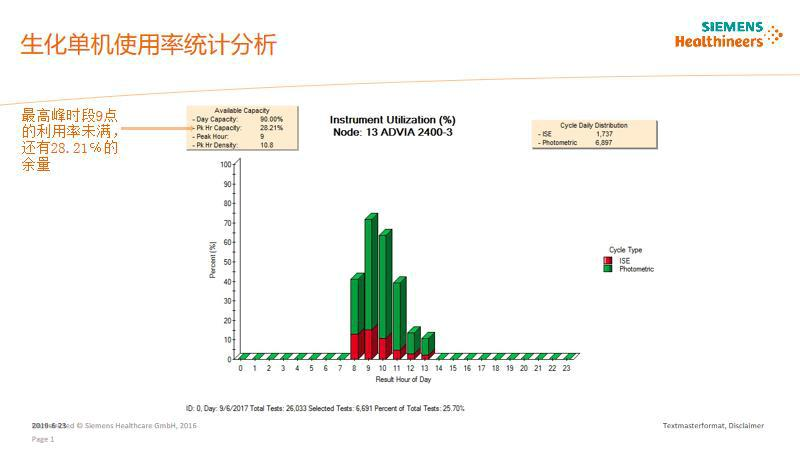 生化单机使用率统计分析
SIEMENS
Healthineers
最高峰时段9点
的利用率未满,
还有28.21%的
余量
Available Capacity
- Day Capacity: 90.00%
- Pk Hr Capacity: 28.21%
- Peak Hour: 9
- Pk Hr Density: 10.8
Instrument Utilization (%)
Node: 13 ADVIA 2400-3
Cycle Daily Distribution
- ISE 1,737
- Photometric 6,897
Percent (%)
100
90
80
70
60
50
40
30
20
10
0
0 1 2 3 4 5 6 7 8 9 10 11 12 13 14 15 16 17 18 19 20 21 22 23
Result Hour of Day
Cycle Type
ISE
Photometric
ID: 0, Day: 9/6/2017 Total Tests: 26,033 Selected Tests: 6,691 Percent of Total Tests: 25.70%
2019-6-23
© Siemens Healthcare GmbH, 2016
Textmasterformat, Disclaimer
Page 1